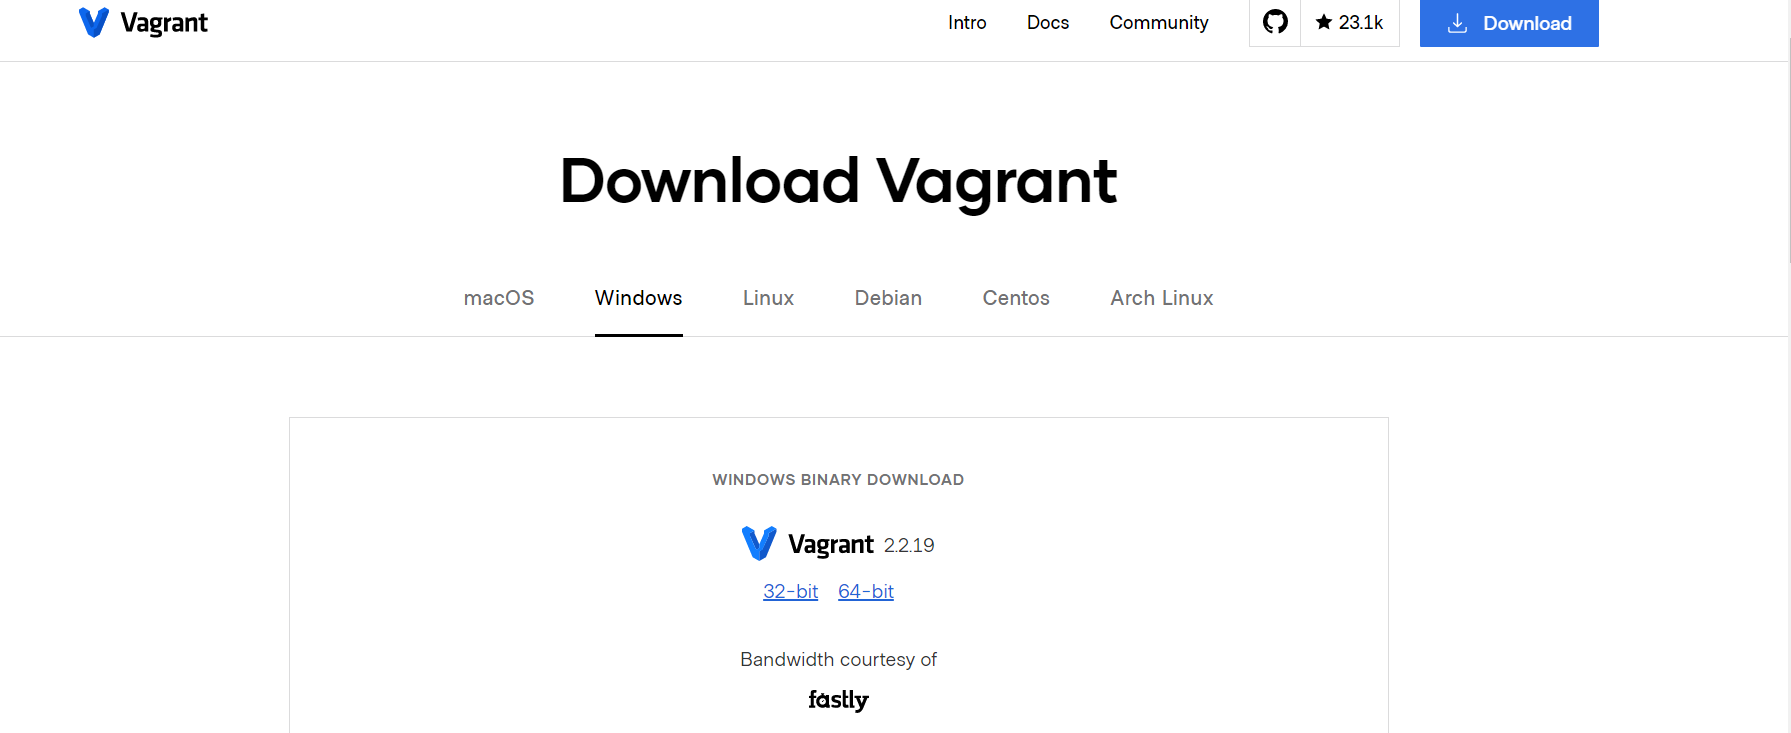 Vagrant
Intro Docs Community 23.1k Download
Download Vagrant
macOS Windows Linux Debian Centos Arch Linux
WINDOWS BINARY DOWNLOAD
Vagrant 2.2.19
32-bit 64-bit
Bandwidth courtesy of
fastly